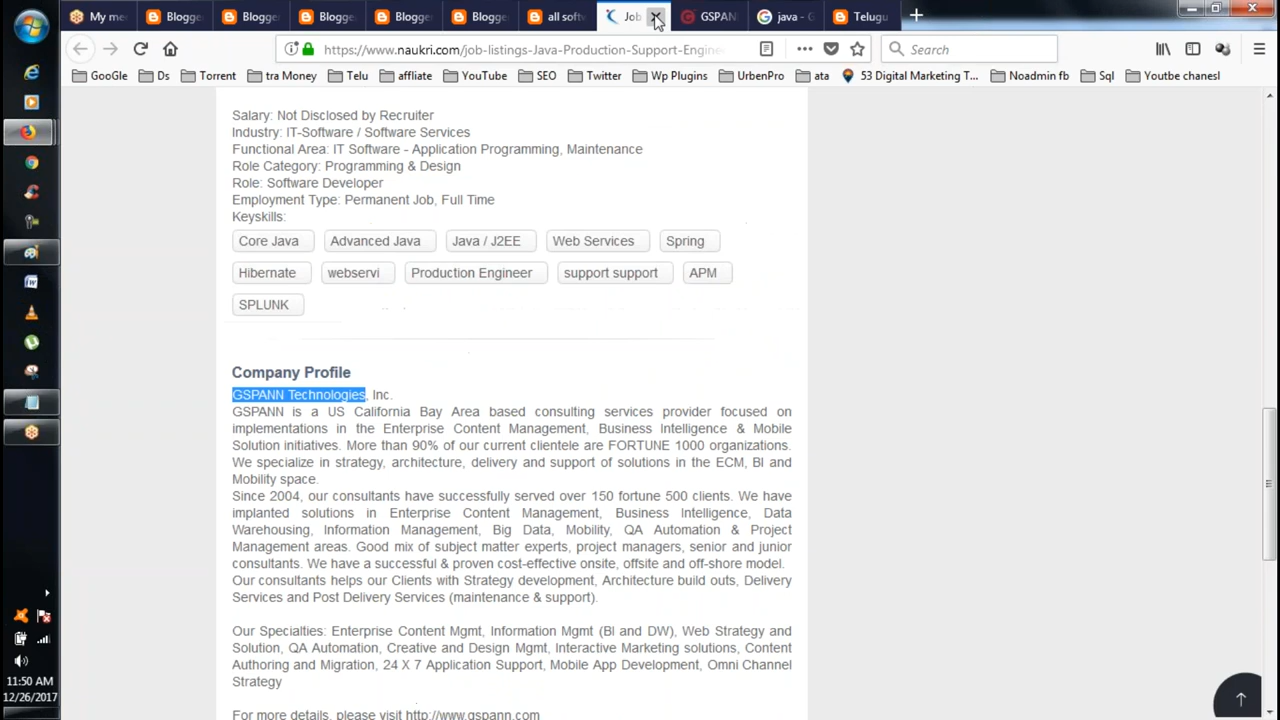 My me
Blogge
Blogge
Blogge
Blogge
Blogge
all soft
Job
GSPAN
java - G
Telugu
https://www.naukri.com/job-listings-Java-Production-Support-Engine
Search
GooGle
Ds
Torrent
tra Money
Telu
affliate
YouTube
SEO
Twitter
Wp Plugins
UrbenPro
ata
53 Digital Marketing T...
Noadmin fb
Sql
Youtbe chanesl
Salary: Not Disclosed by Recruiter
Industry: IT-Software / Software Services
Functional Area: IT Software - Application Programming, Maintenance
Role Category: Programming & Design
Role: Software Developer
Employment Type: Permanent Job, Full Time
Keyskills:
Core Java
Advanced Java
Java / J2EE
Web Services
Spring
Hibernate
webservi
Production Engineer
support support
APM
SPLUNK
Company Profile
GSPANN Technologies, Inc.
GSPANN is a US California Bay Area based consulting services provider focused on
implementations in the Enterprise Content Management, Business Intelligence & Mobile
Solution initiatives. More than 90% of our current clientele are FORTUNE 1000 organizations.
We specialize in strategy, architecture, delivery and support of solutions in the ECM, BI and
Mobility space.
Since 2004, our consultants have successfully served over 150 fortune 500 clients. We have
implanted solutions in Enterprise Content Management, Business Intelligence, Data
Warehousing, Information Management, Big Data, Mobility, QA Automation & Project
Management areas. Good mix of subject matter experts, project managers, senior and junior
consultants. We have a successful & proven cost-effective onsite, offsite and off-shore model.
Our consultants helps our Clients with Strategy development, Architecture build outs, Delivery
Services and Post Delivery Services (maintenance & support).
Our Specialties: Enterprise Content Mgmt, Information Mgmt (BI and DW), Web Strategy and
Solution, QA Automation, Creative and Design Mgmt, Interactive Marketing solutions, Content
Authoring and Migration, 24 X 7 Application Support, Mobile App Development, Omni Channel
Strategy
For more details, please visit http://www.gspann.com
11:50 AM
12/26/2017